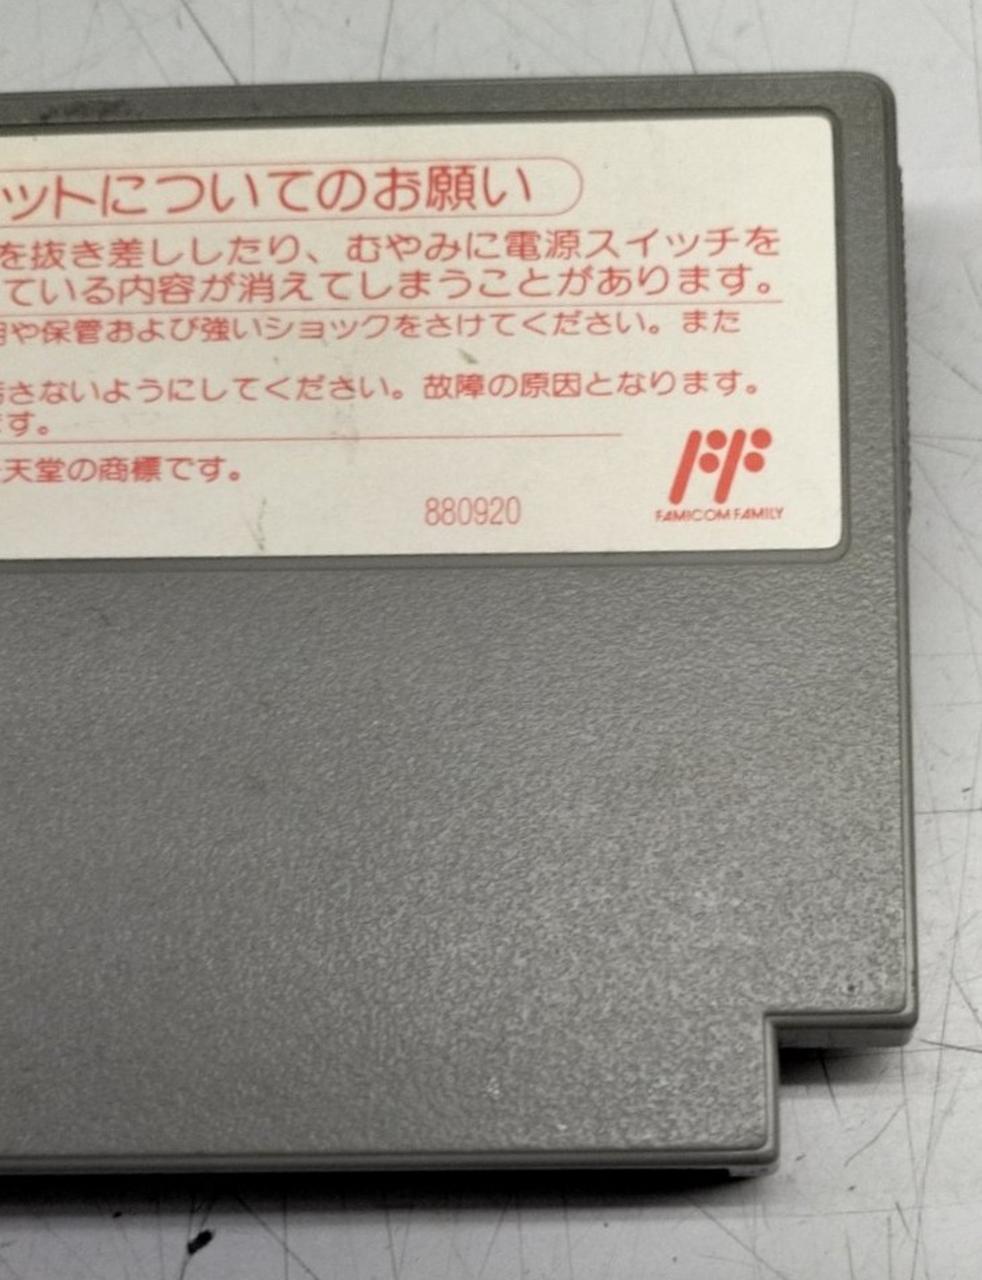 ットについてのお願い
を抜き差ししたり、むやみに電源スイッチを
ている内容が消えてしまうことがあります。
や保管および強いショックをさけてください。また
さないようにしてください。故障の原因となります。
す。
天堂の商標です。
880920
FAMICOM FAMILY